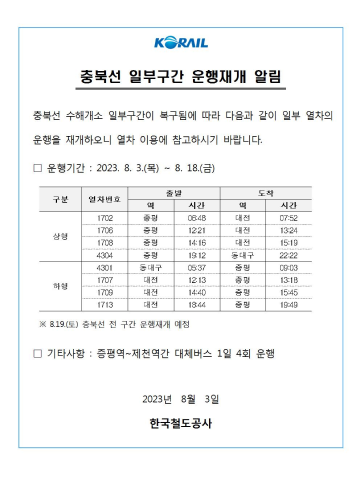 KORAIL
충북선 일부구간 운행재개 알림
충북선 수해개소 일부구간이 복구됨에 따라 다음과 같이 일부 열차의
운행을 재개하오니 열차 이용에 참고하시기 바랍니다.
□ 운행기간 : 2023. 8. 3.(목) ~ 8. 18.(금)
구분 열차번호 출발 도착
역 시간 역 시간
상행
1702 증평 06:48 대전 07:52
1706 증평 12:21 대전 13:24
1708 증평 14:16 대전 15:19
4304 증평 19:12 동대구 22:22
하행
4301 동대구 05:37 증평 09:03
1707 대전 12:13 증평 13:18
1709 대전 14:40 증평 15:45
1713 대전 18:44 증평 19:49
※ 8.19.(토) 충북선 전 구간 운행재개 예정
□ 기타사항 : 증평역~제천역간 대체버스 1일 4회 운행
2023년 8월 3일
한국철도공사